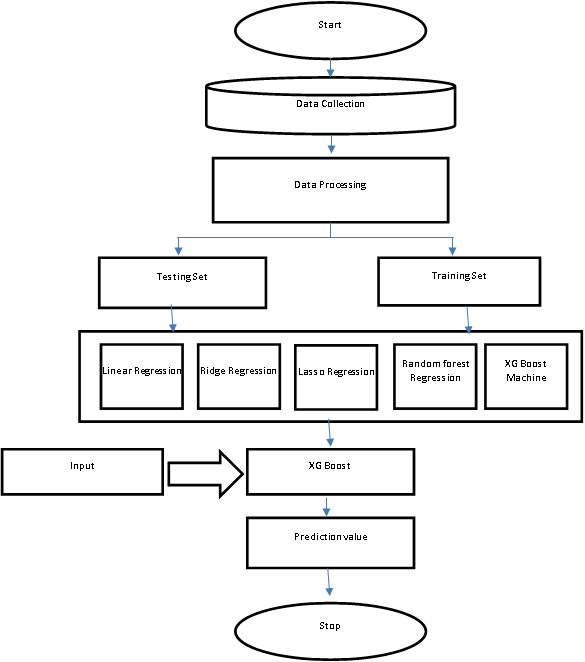 Start
Data Collection
Data Processing
Testing Set
Training Set
Linear Regression
Ridge Regression
Lasso Regression
Random forest
Regression
XG Boost
Machine
Input
XG Boost
Prediction value
Stop